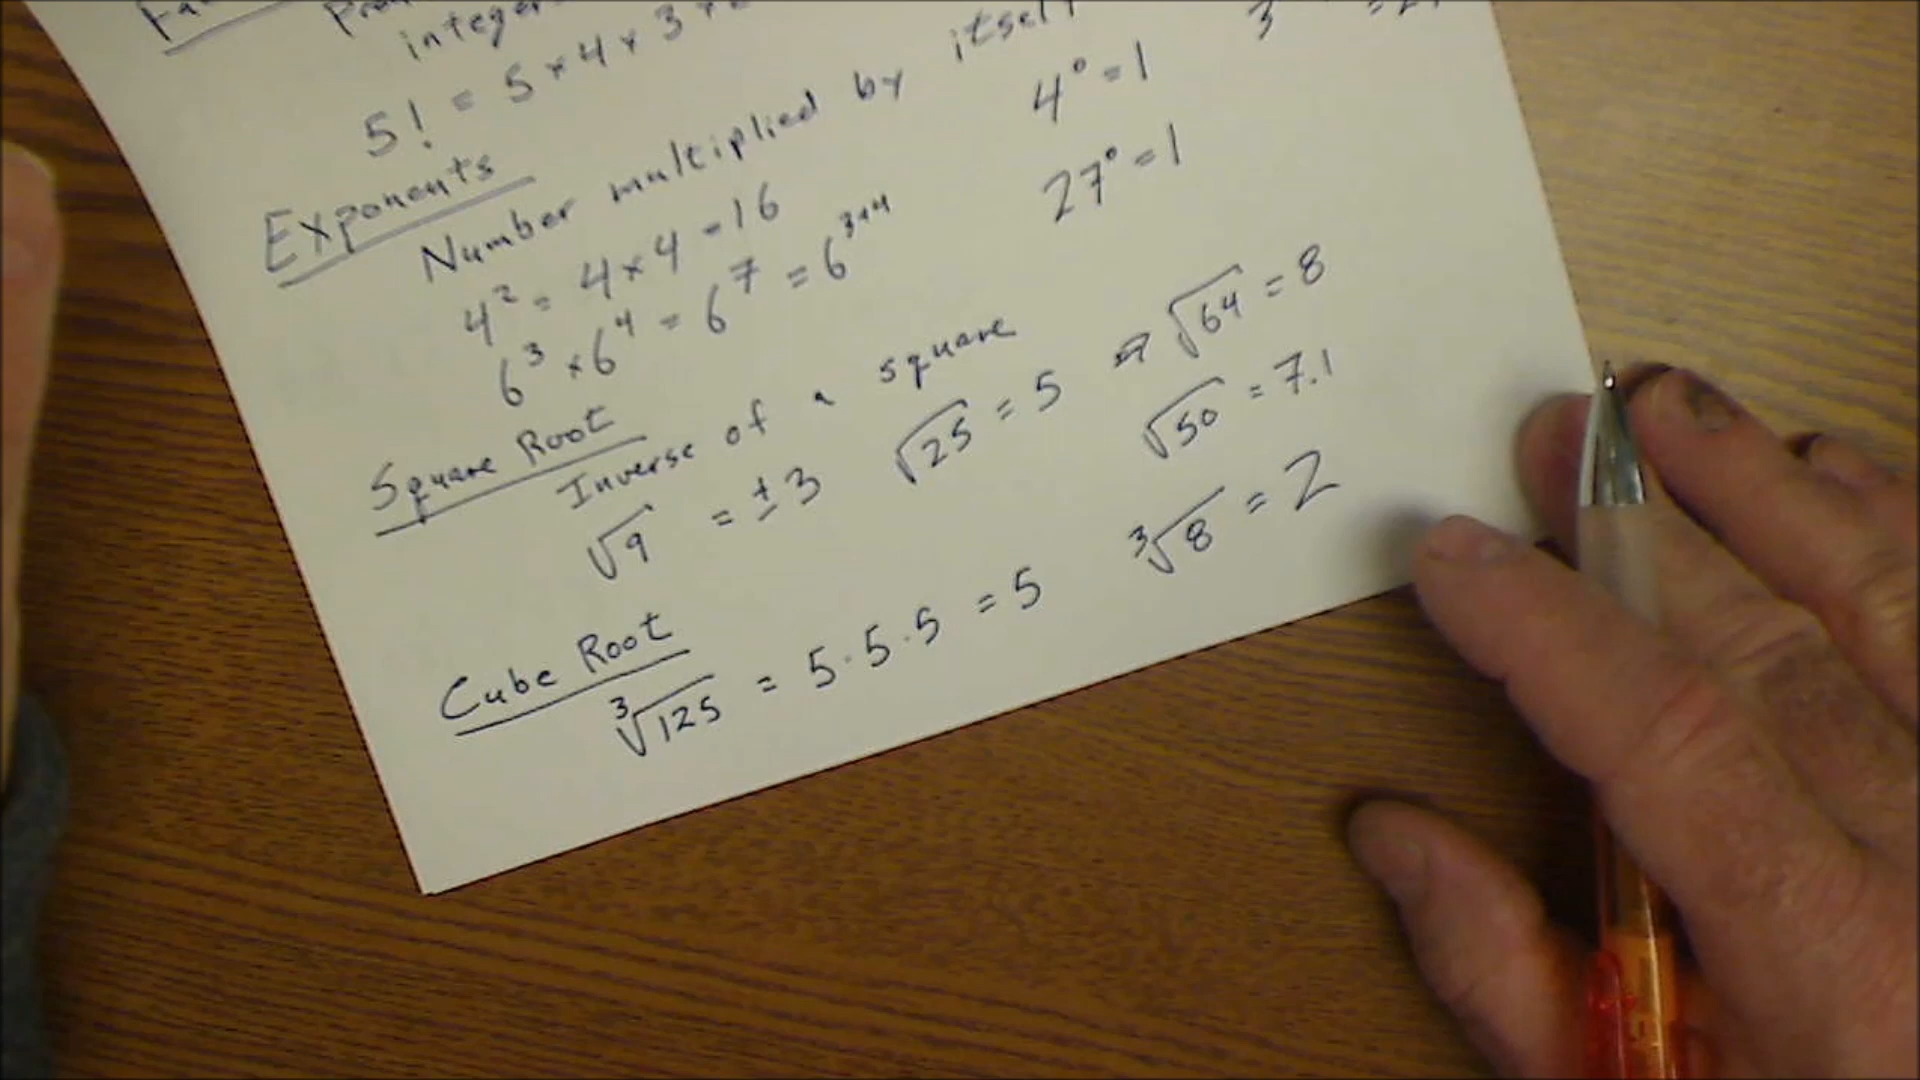 integer
5! = 5 × 4 × 3 ×
Exponents
Number multiplied by itself
4² = 4 × 4 = 16
4⁰ = 1
6³ × 6⁴ = 6⁷ = 6³⁺⁴
27⁰ = 1
Square Root
Inverse of a square
√9 = ± 3
√25 = 5
⇒ √64 = 8
√50 = 7.1
Cube Root
³√125 = 5 · 5 · 5 = 5
³√8 = 2